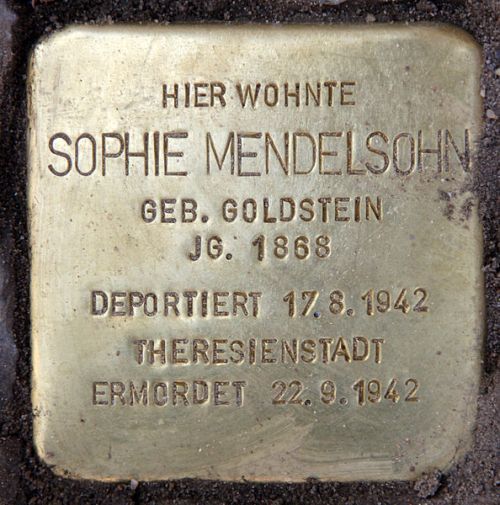 HIER WOHNTE
SOPHIE MENDELSOHN
GEB. GOLDSTEIN
JG. 1868
DEPORTIERT 17.8.1942
THERESIENSTADT
ERMORDET 22.9.1942